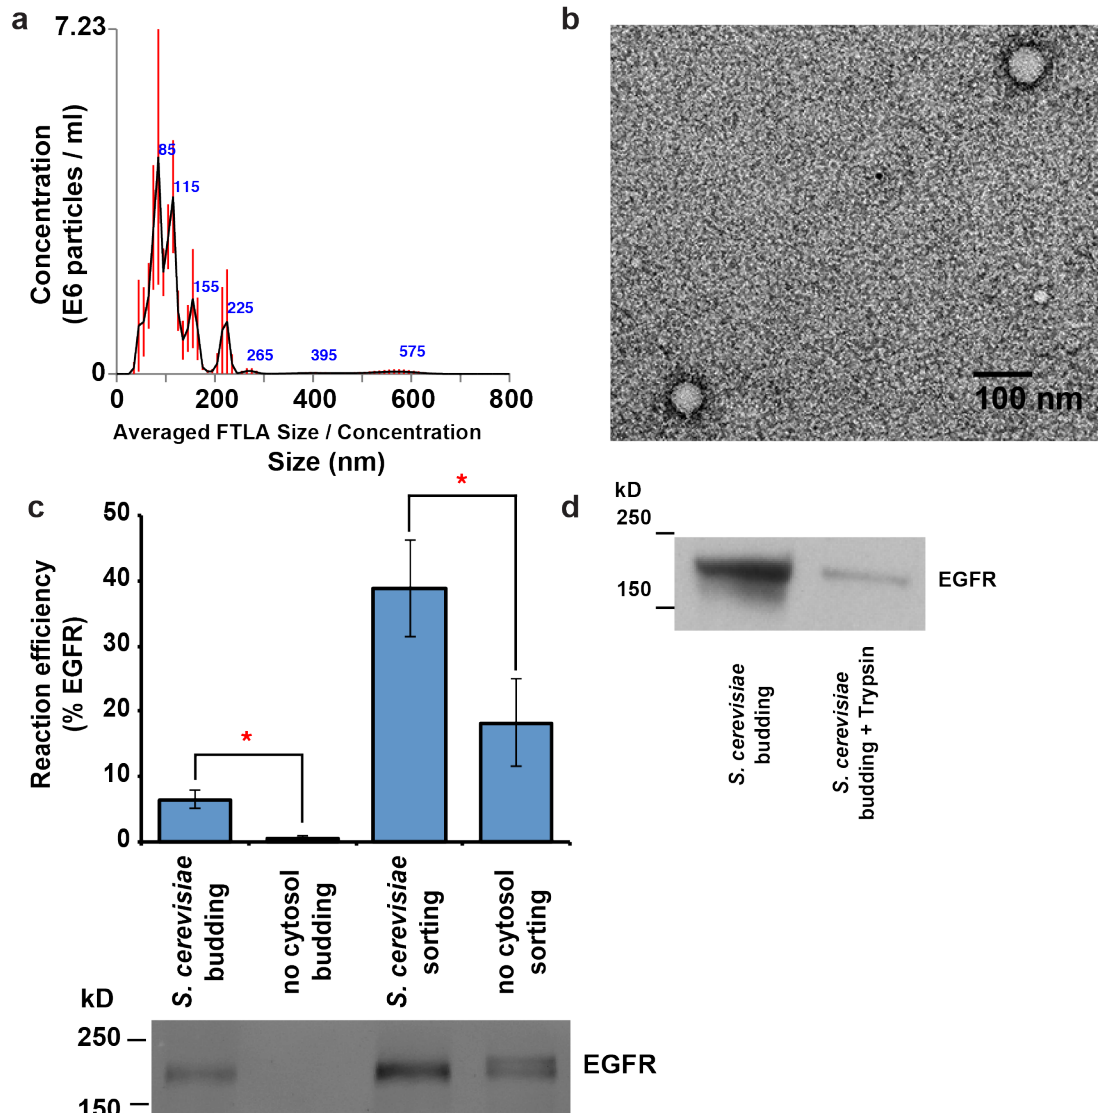 a
7.23
Concentration
(E6 particles / ml)
85
115
155
225
265
395
575
0
0
200
400
600
800
Averaged FTLA Size / Concentration
Size (nm)
b
100 nm
c
50
40
30
20
10
0
Reaction efficiency
(% EGFR)
*
*
S. cerevisiae
budding
no cytosol
budding
S. cerevisiae
sorting
no cytosol
sorting
kD
250
150
EGFR
d
kD
250
150
EGFR
S. cerevisiae
budding
S. cerevisiae
budding + Trypsin